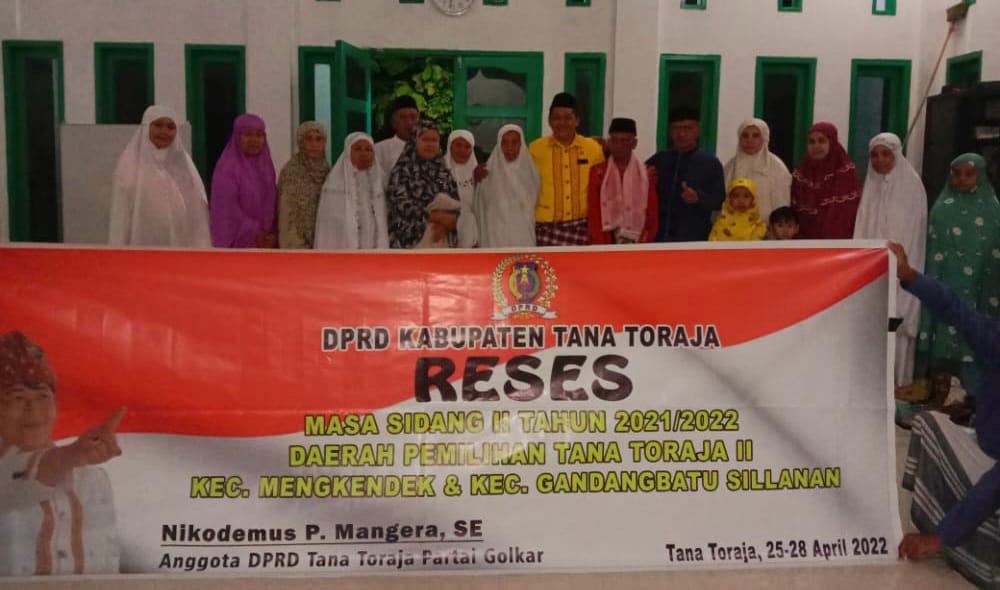 DPRD
DPRD KABUPATEN TANA TORAJA
RESES
MASA SIDANG II TAHUN 2021/2022
DAERAH PEMILIHAN TANA TORAJA II
KEC. MENGKENDEK & KEC. GANDANGBATU SILLANAN
Nikodemus P. Mangera, SE
Anggota DPRD Tana Toraja Partai Golkar
Tana Toraja, 25-28 April 2022